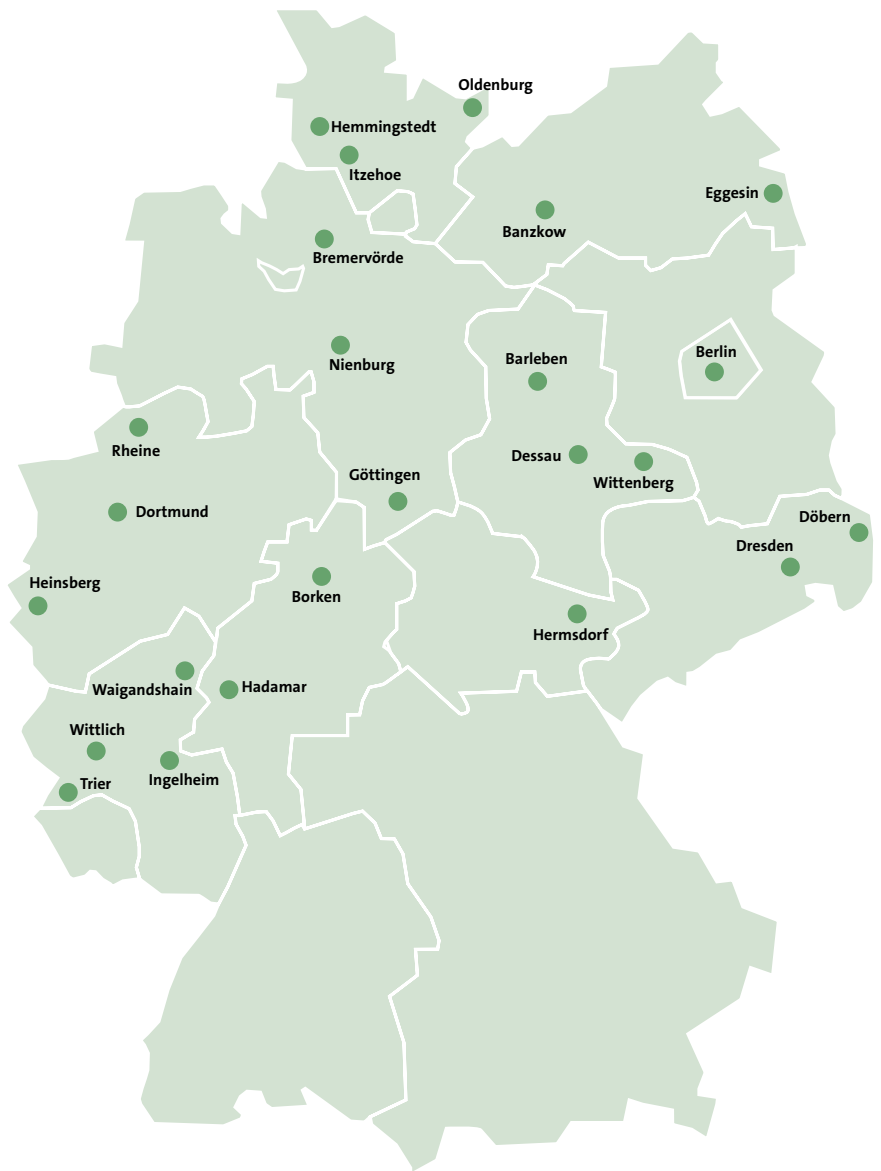 Oldenburg
Hemmingstedt
Itzehoe
Eggesin
Banzkow
Bremervörde
Nienburg
Barleben
Berlin
Rheine
Dessau
Wittenberg
Göttingen
Dortmund
Döbern
Dresden
Heinsberg
Borken
Hermsdorf
Waigandshain
Hadamar
Wittlich
Ingelheim
Trier